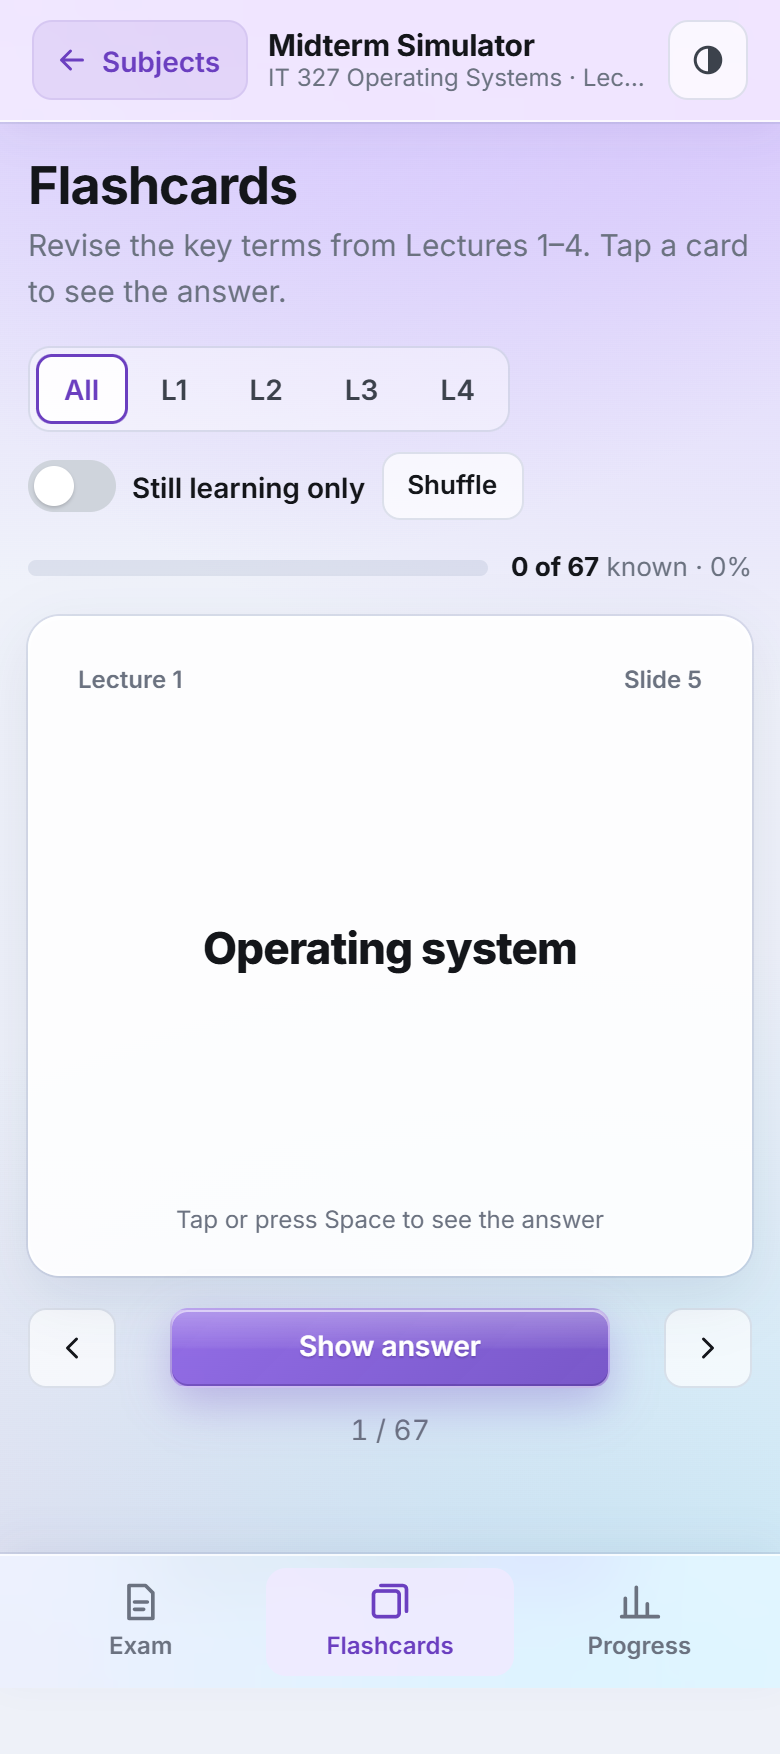 Subjects
Midterm Simulator
IT 327 Operating Systems · Lec...
Flashcards
Revise the key terms from Lectures 1–4. Tap a card
to see the answer.
All L1 L2 L3 L4
Still learning only Shuffle
0 of 67 known · 0%
Lecture 1 Slide 5
Operating system
Tap or press Space to see the answer
Show answer
1 / 67
Exam Flashcards Progress